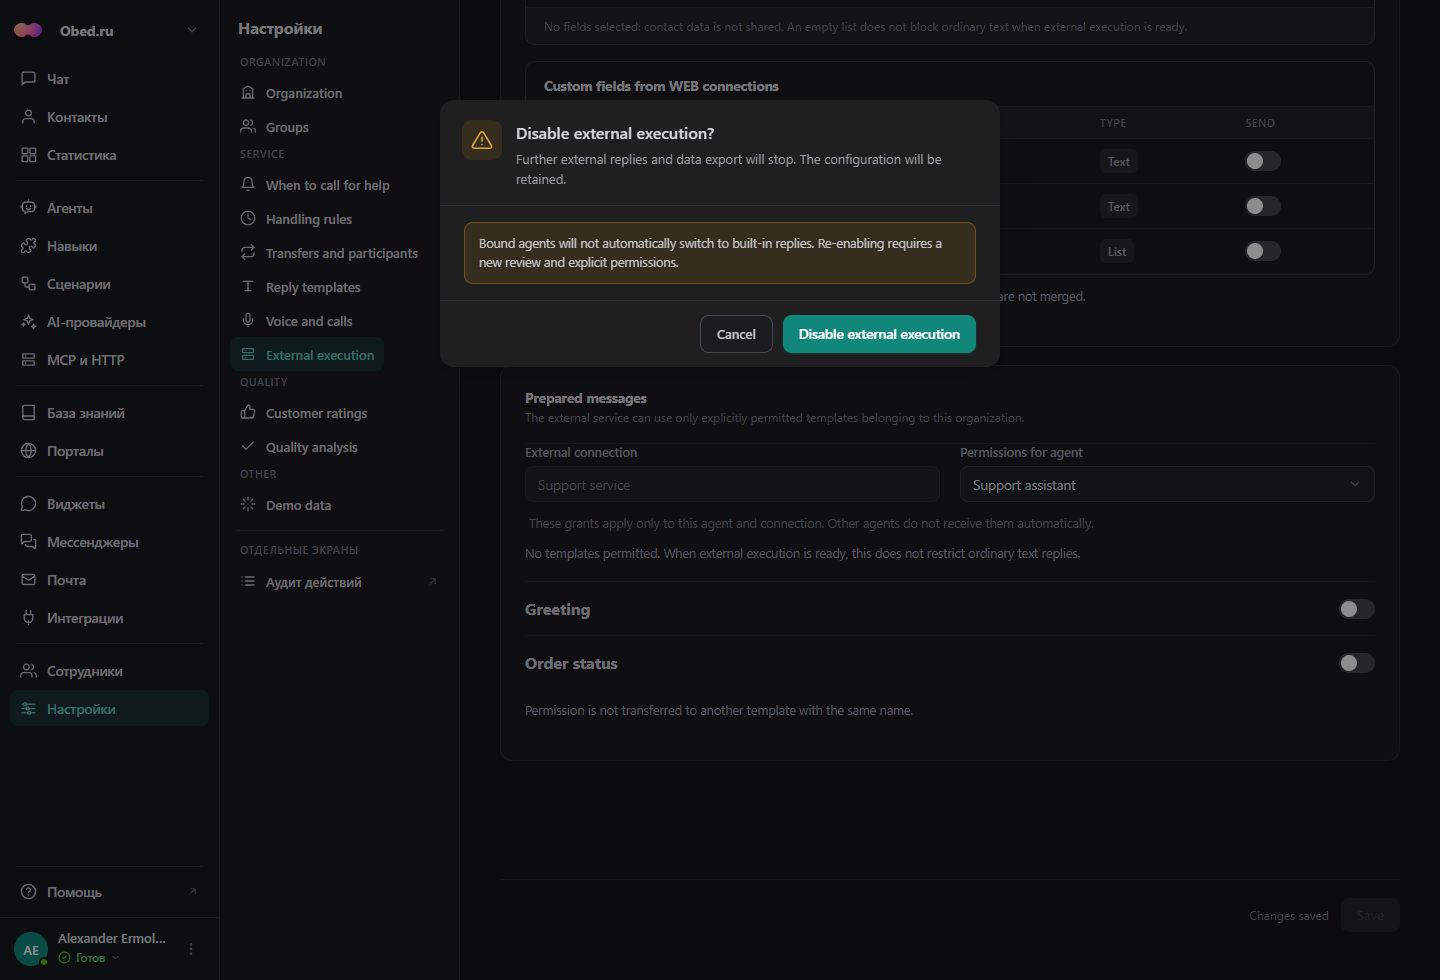 Obed.ru
Чат
Контакты
Статистика
Агенты
Навыки
Сценарии
AI-провайдеры
MCP и HTTP
База знаний
Порталы
Виджеты
Мессенджеры
Почта
Интеграции
Сотрудники
Настройки
Помощь
AE
Alexander Ermol...
Готов
Настройки
ORGANIZATION
Organization
Groups
SERVICE
When to call for help
Handling rules
Transfers and participants
Reply templates
Voice and calls
External execution
QUALITY
Customer ratings
Quality analysis
OTHER
Demo data
ОТДЕЛЬНЫЕ ЭКРАНЫ
Аудит действий
No fields selected: contact data is not shared. An empty list does not block ordinary text when external execution is ready.
Custom fields from WEB connections
TYPE SEND
Text
Text
List
are not merged.
Disable external execution?
Further external replies and data export will stop. The configuration will be
retained.
Bound agents will not automatically switch to built-in replies. Re-enabling requires a
new review and explicit permissions.
Cancel
Disable external execution
Prepared messages
The external service can use only explicitly permitted templates belonging to this organization.
External connection
Support service
Permissions for agent
Support assistant
These grants apply only to this agent and connection. Other agents do not receive them automatically.
No templates permitted. When external execution is ready, this does not restrict ordinary text replies.
Greeting
Order status
Permission is not transferred to another template with the same name.
Changes saved
Save